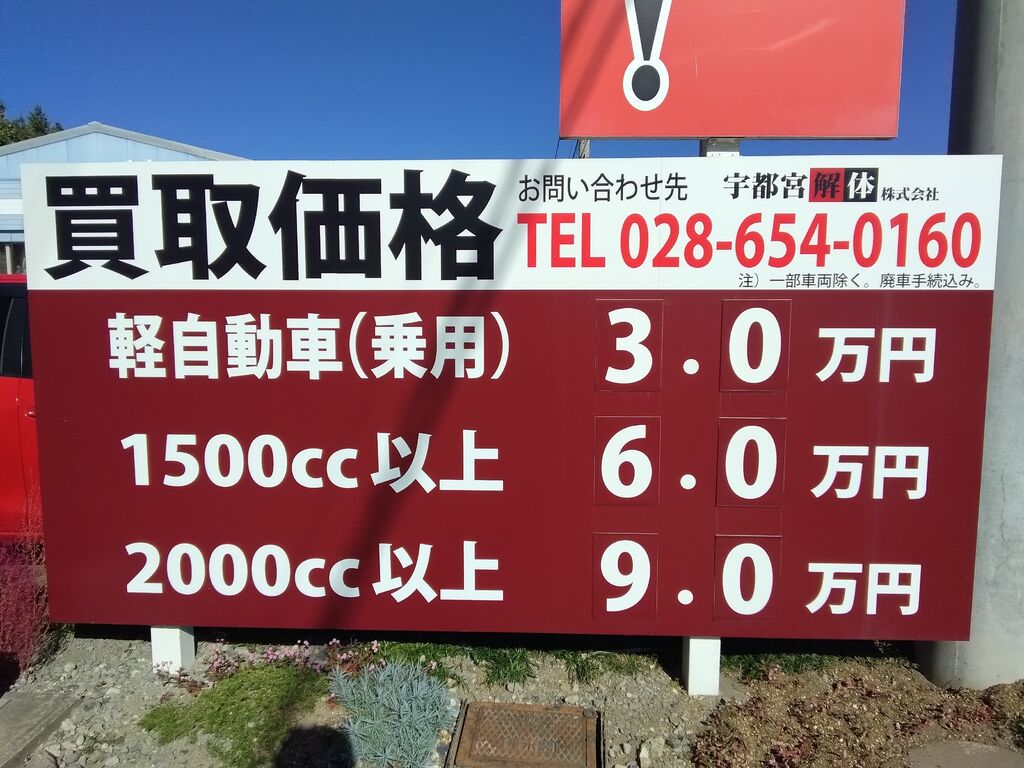 買取価格
お問い合わせ先 宇都宮解体株式会社
TEL 028-654-0160
注）一部車両除く。廃車手続込み。
軽自動車(乗用) 3.0万円
1500cc以上 6.0万円
2000cc以上 9.0万円
!